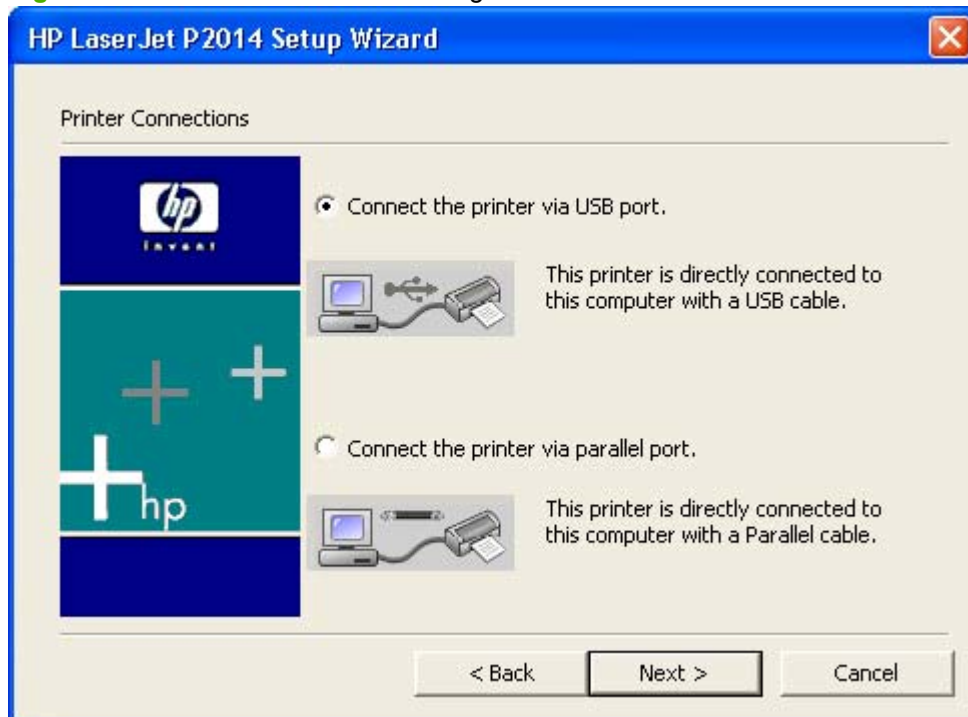 HP LaserJet P2014 Setup Wizard
Printer Connections
hp
invent
Connect the printer via USB port.
This printer is directly connected to
this computer with a USB cable.
Connect the printer via parallel port.
This printer is directly connected to
this computer with a Parallel cable.
hp
< Back
Next >
Cancel